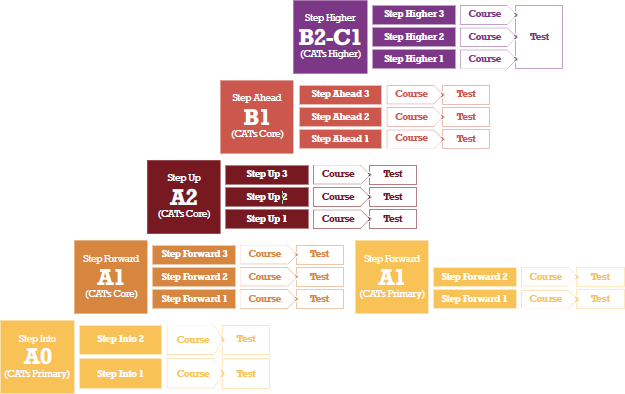 Step Higher
B2-C1
(CATs Higher)
Step Higher 3
Course
Step Higher 2
Course
Test
Step Higher 1
Course
Step Ahead
B1
(CATs Core)
Step Ahead 3
Course
Test
Step Ahead 2
Course
Test
Step Ahead 1
Course
Test
Step Up
A2
(CATs Core)
Step Up 3
Course
Test
Step Up 2
Course
Test
Step Up 1
Course
Test
Step Forward
A1
(CATs Core)
Step Forward 3
Course
Test
Step Forward 2
Course
Test
Step Forward 1
Course
Test
Step Forward
A1
(CATs Primary)
Step Forward 2
Course
Test
Step Forward 1
Course
Test
Step Into
A0
(CATs Primary)
Step Into 2
Course
Test
Step Into 1
Course
Test